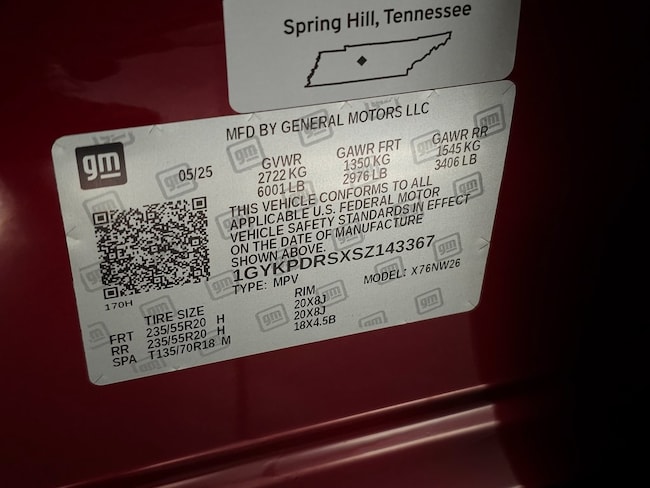 Spring Hill, Tennessee
MFD BY GENERAL MOTORS LLC
gm
05/25
GVWR GAWR FRT GAWR RR
2722 KG 1350 KG 1545 KG
6001 LB 2976 LB 3406 LB
THIS VEHICLE CONFORMS TO ALL
APPLICABLE U.S. FEDERAL MOTOR
VEHICLE SAFETY STANDARDS IN EFFECT
ON THE DATE OF MANUFACTURE
SHOWN ABOVE.
1GYKPDRSXSZ143367
TYPE: MPV MODEL: X76NW26
170H
TIRE SIZE RIM
FRT 235/55R20 H 20X8J
RR 235/55R20 H 20X8J
SPA T135/70R18 M 18X4.5B